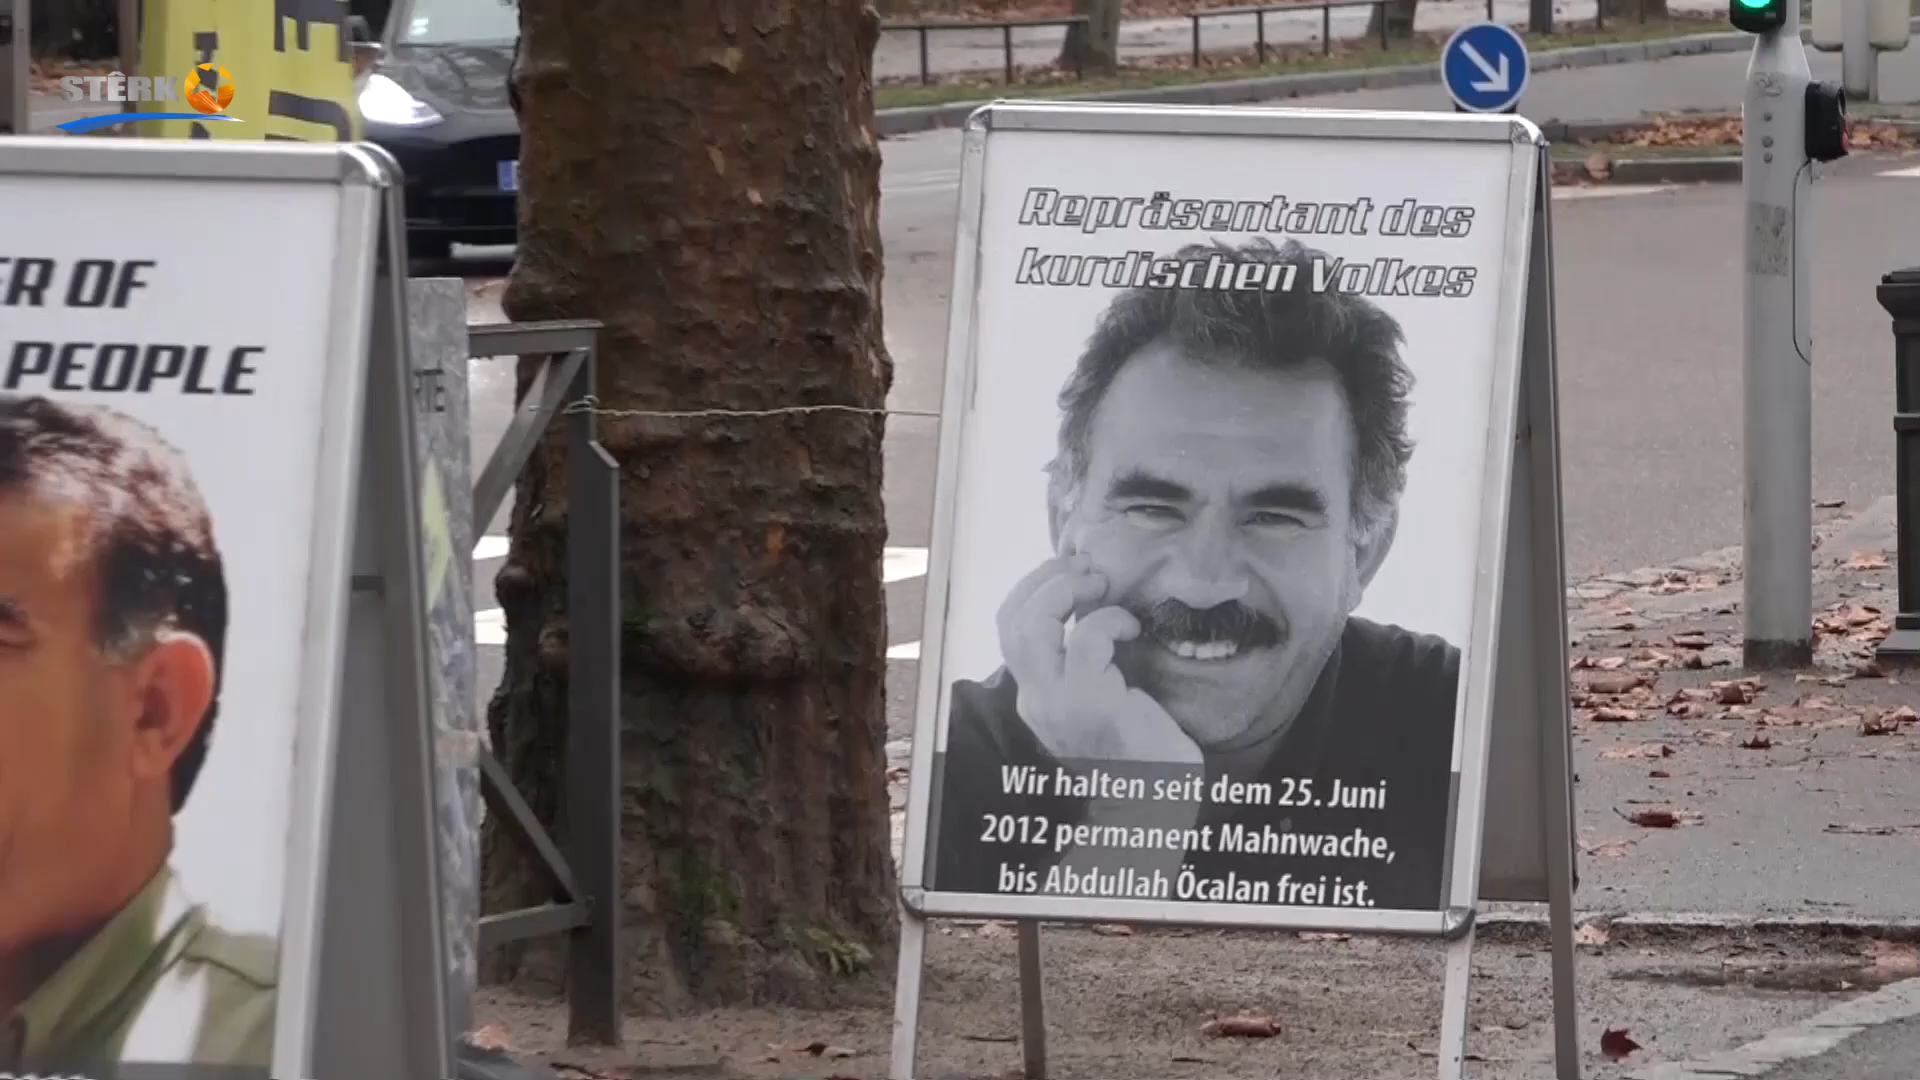 STÊRK
ER OF
PEOPLE
Repräsentant des
kurdischen Volkes
Wir halten seit dem 25. Juni
2012 permanent Mahnwache,
bis Abdullah Öcalan frei ist.